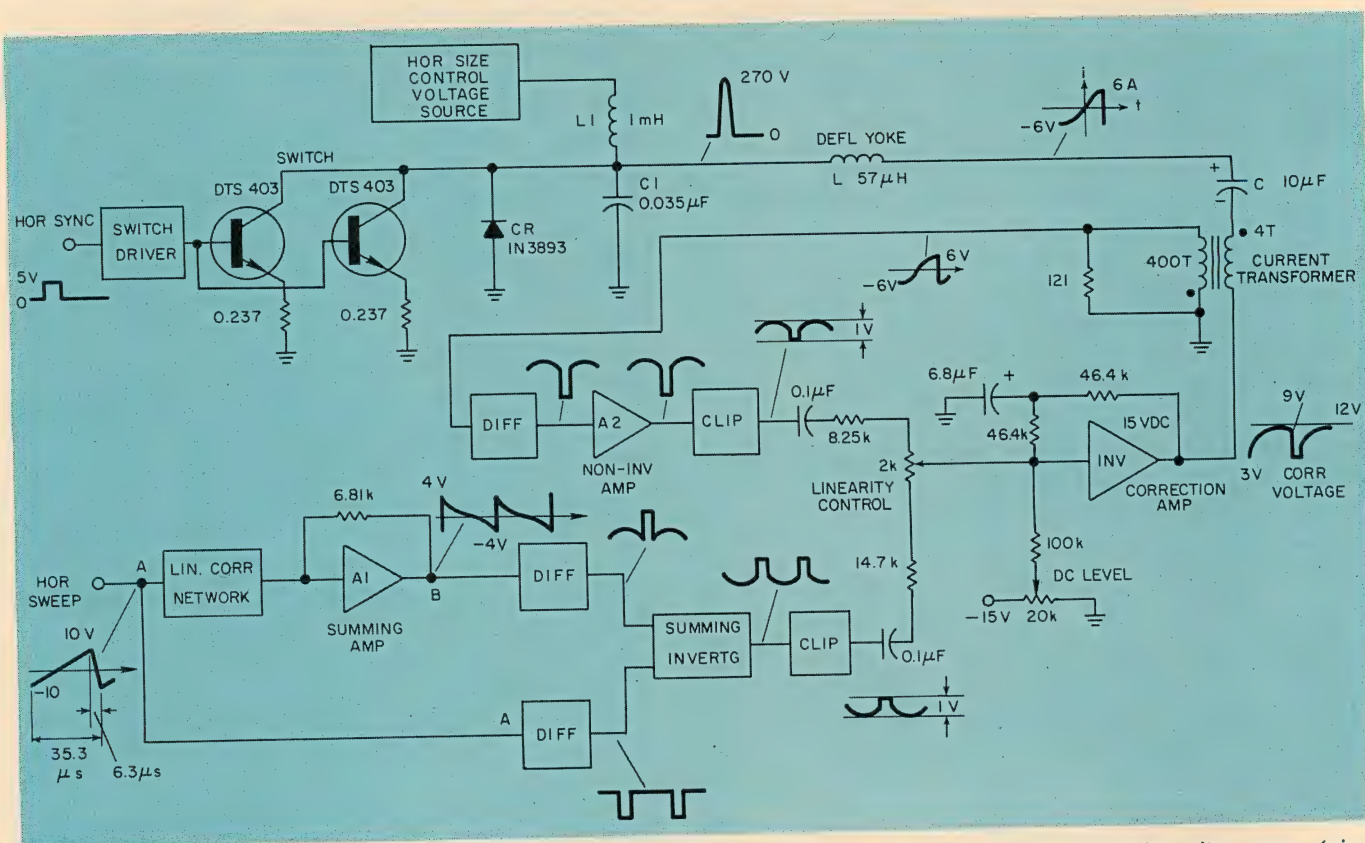 HOR SIZE
CONTROL
VOLTAGE
SOURCE
L1
1mH
270 V
0
i
6A
t
-6V
DEFL YOKE
L 57μH
SWITCH
DTS 403
DTS 403
HOR SYNC
SWITCH
DRIVER
5V
0
0.237
0.237
CR
IN3893
C1
0.035μF
+
C
10μF
-
4T
400T
CURRENT
TRANSFORMER
121
6V
-6V
1V
DIFF
A2
NON-INV
AMP
CLIP
0.1μF
8.25k
2k
LINEARITY
CONTROL
14.7k
6.8μF
+
46.4k
46.4k
15VDC
INV
CORRECTION
AMP
9V
12V
3V
CORR
VOLTAGE
100k
DC LEVEL
-15V
20k
HOR
SWEEP
A
LIN. CORR
NETWORK
6.81k
A1
B
SUMMING
AMP
4V
-4V
DIFF
SUMMING
INVERTG
CLIP
0.1μF
1V
10V
-10
35.3
μs
6.3μs
A
DIFF